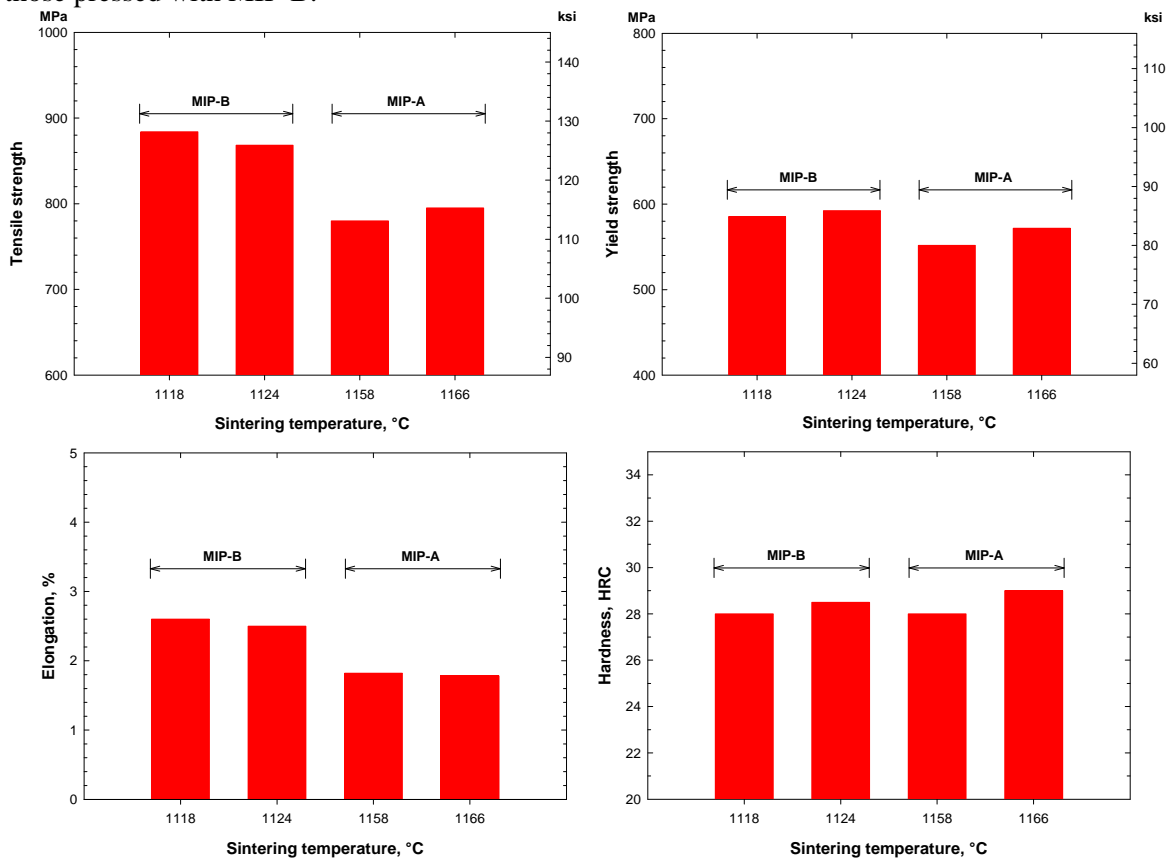 those pressed with MIP-B.
MPa ksi
1000
140
900
130
120
800
110
700
100
90
600
Tensile strength
MIP-B MIP-A
1118 1124 1158 1166
Sintering temperature, °C
MPa ksi
800
110
700
100
90
600
80
500
70
60
400
Yield strength
MIP-B MIP-A
1118 1124 1158 1166
Sintering temperature, °C
5
4
3
2
1
0
Elongation, %
MIP-B MIP-A
1118 1124 1158 1166
Sintering temperature, °C
34
32
30
28
26
24
22
20
Hardness, HRC
MIP-B MIP-A
1118 1124 1158 1166
Sintering temperature, °C